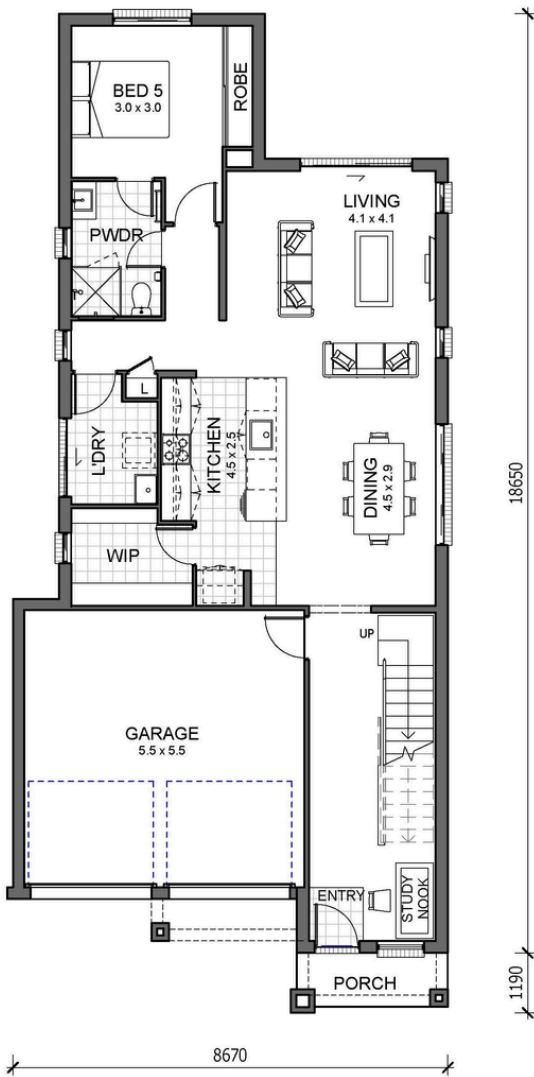 BED 5
3.0 x 3.0
ROBE
LIVING
4.1 x 4.1
PWDR
L
L'DRY
KITCHEN
4.5 x 2.5
DINING
4.5 x 2.9
18650
WIP
UP
GARAGE
5.5 x 5.5
ENTRY
STUDY
NOOK
PORCH
1190
8670